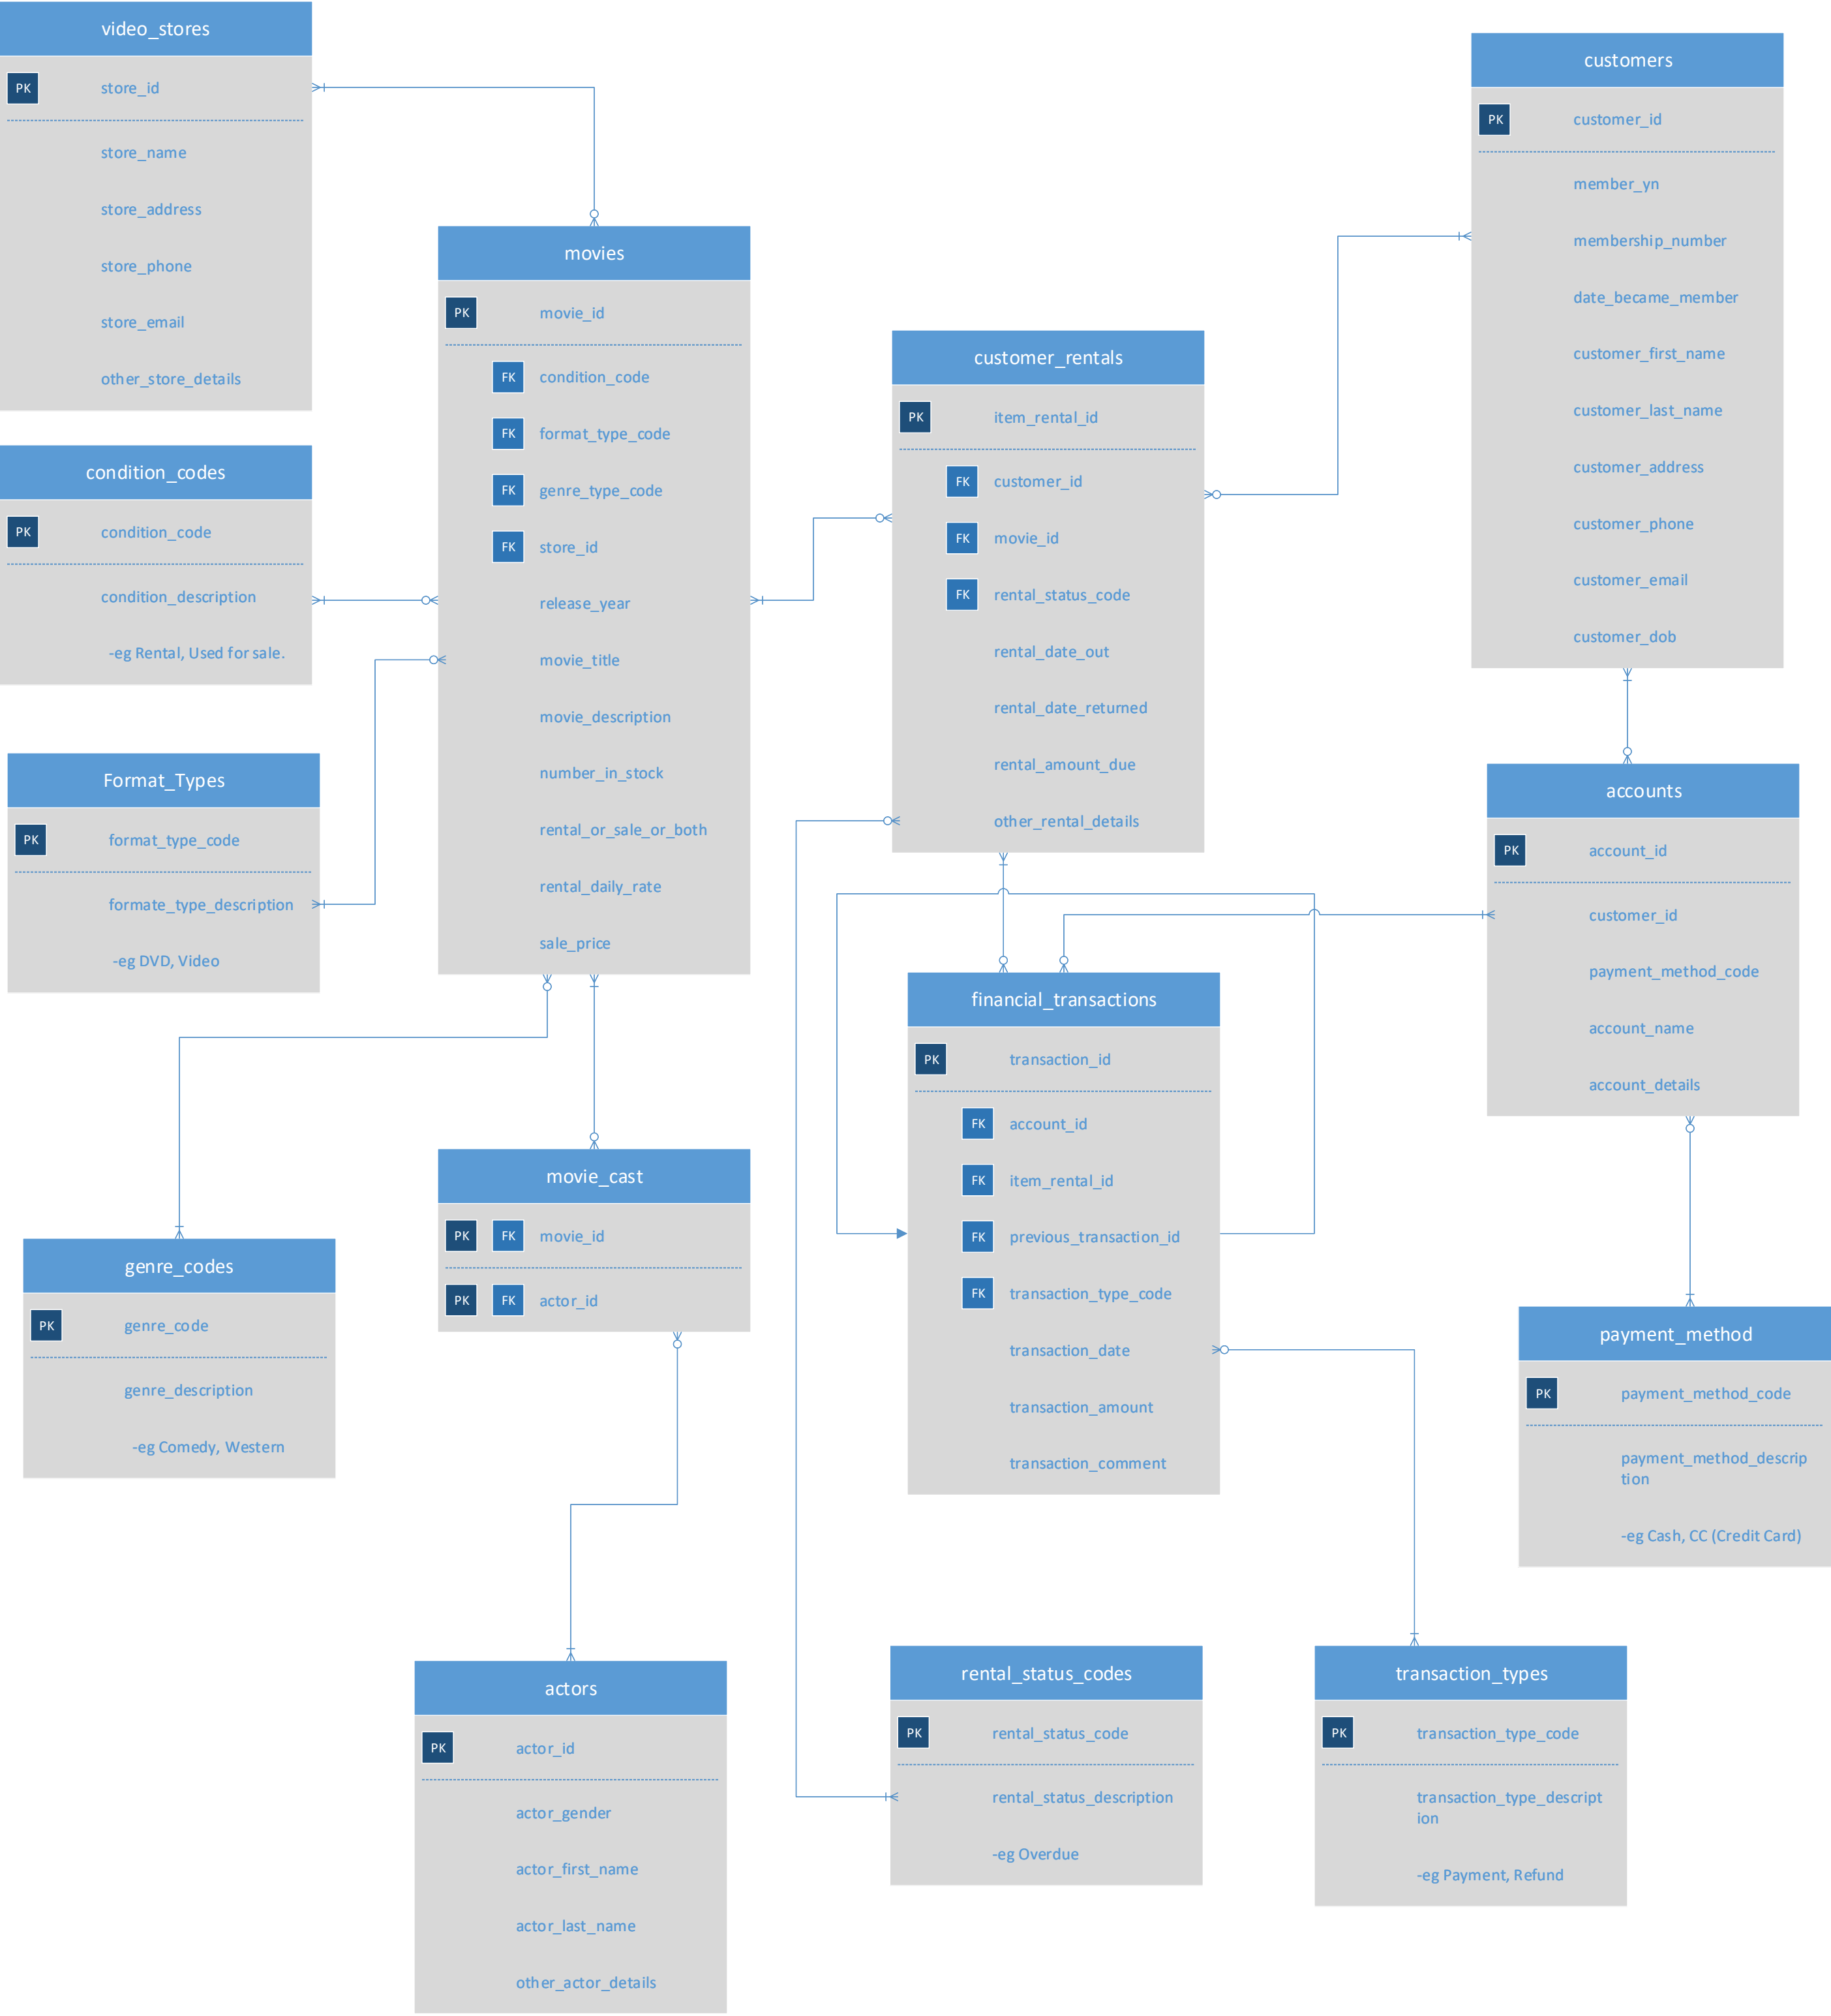 video_stores
PK store_id
store_name
store_address
store_phone
store_email
other_store_details
condition_codes
PK condition_code
condition_description
-eg Rental, Used for sale.
Format_Types
PK format_type_code
formate_type_description
-eg DVD, Video
genre_codes
PK genre_code
genre_description
-eg Comedy, Western
movies
PK movie_id
FK condition_code
FK format_type_code
FK genre_type_code
FK store_id
release_year
movie_title
movie_description
number_in_stock
rental_or_sale_or_both
rental_daily_rate
sale_price
movie_cast
PK FK movie_id
PK FK actor_id
actors
PK actor_id
actor_gender
actor_first_name
actor_last_name
other_actor_details
customer_rentals
PK item_rental_id
FK customer_id
FK movie_id
FK rental_status_code
rental_date_out
rental_date_returned
rental_amount_due
other_rental_details
financial_transactions
PK transaction_id
FK account_id
FK item_rental_id
FK previous_transaction_id
FK transaction_type_code
transaction_date
transaction_amount
transaction_comment
rental_status_codes
PK rental_status_code
rental_status_description
-eg Overdue
customers
PK customer_id
member_yn
membership_number
date_became_member
customer_first_name
customer_last_name
customer_address
customer_phone
customer_email
customer_dob
accounts
PK account_id
customer_id
payment_method_code
account_name
account_details
payment_method
PK payment_method_code
payment_method_descrip
tion
-eg Cash, CC (Credit Card)
transaction_types
PK transaction_type_code
transaction_type_descript
ion
-eg Payment, Refund